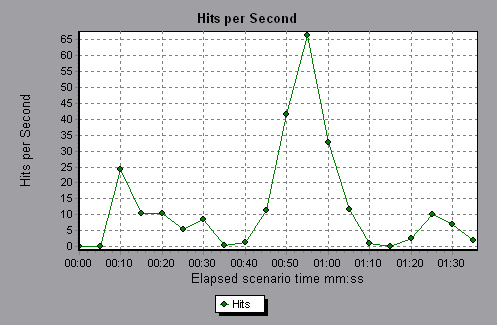 Hits per Second
Hits per Second
65
60
55
50
45
40
35
30
25
20
15
10
5
0
00:00 00:10 00:20 00:30 00:40 00:50 01:00 01:10 01:20 01:30
Elapsed scenario time mm:ss
Hits